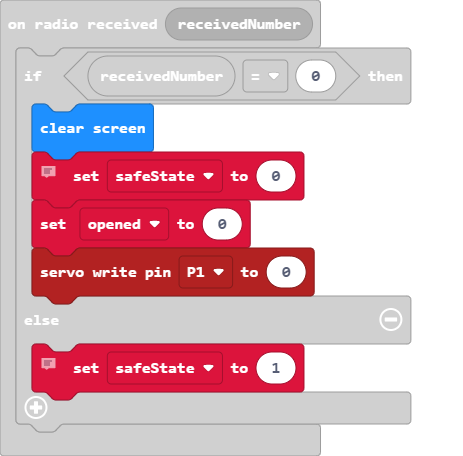 on radio received receivedNumber
if receivedNumber = 0 then
clear screen
set safeState to 0
set opened to 0
servo write pin P1 to 0
else
set safeState to 1